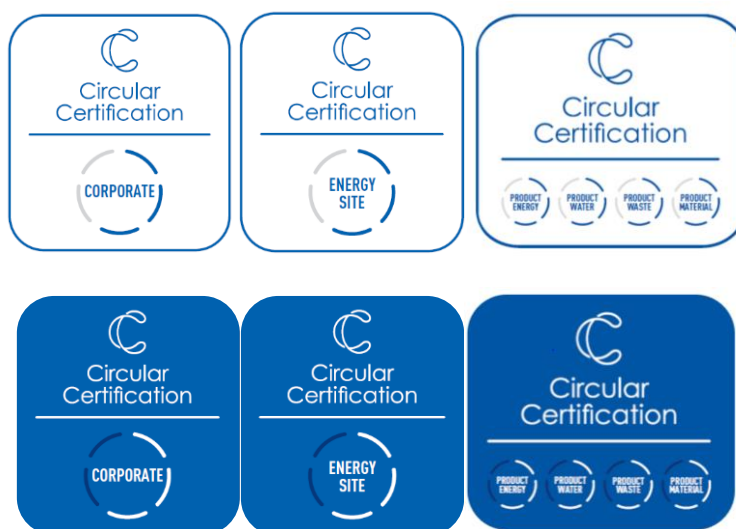 Circular
Certification
CORPORATE
Circular
Certification
ENERGY
SITE
Circular
Certification
PRODUCT
ENERGY
PRODUCT
WATER
PRODUCT
WASTE
PRODUCT
MATERIAL
Circular
Certification
CORPORATE
Circular
Certification
ENERGY
SITE
Circular
Certification
PRODUCT
ENERGY
PRODUCT
WATER
PRODUCT
WASTE
PRODUCT
MATERIAL